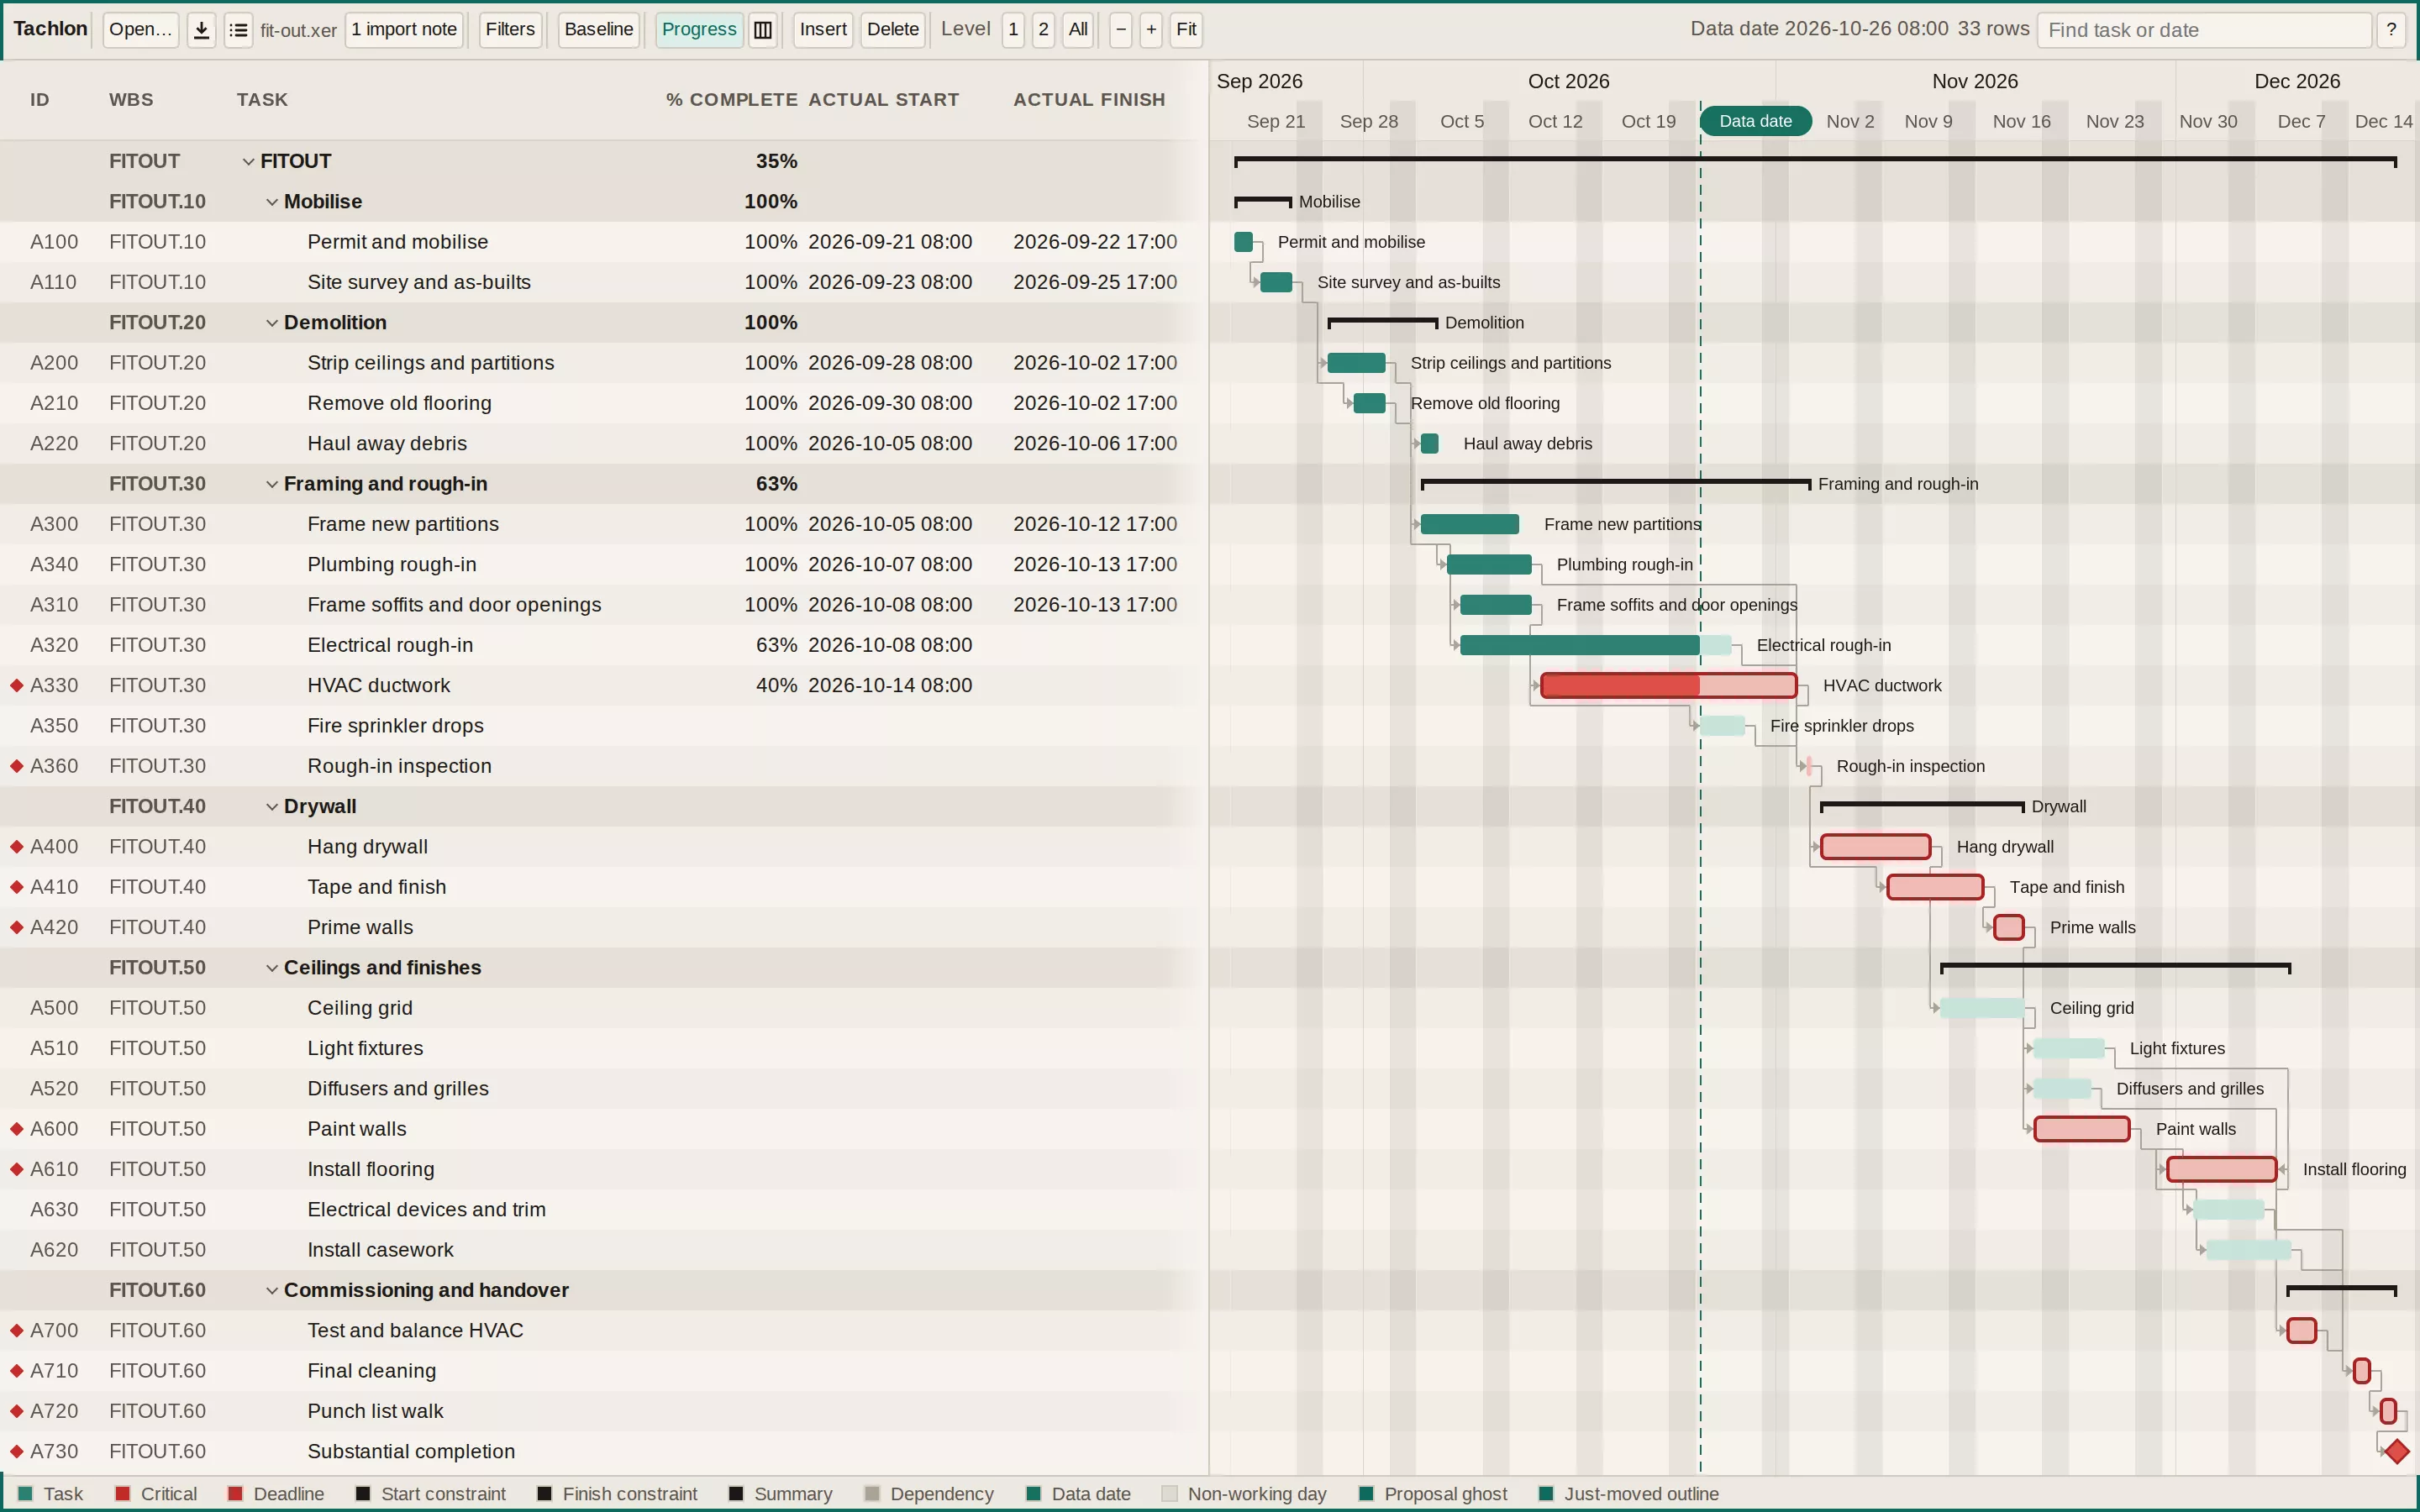 Tachlon Open… fit-out.xer 1 import note Filters Baseline Progress Insert Delete Level 1 2 All − + Fit Data date 2026-10-26 08:00 33 rows Find task or date ?
Sep 2026 Oct 2026 Nov 2026 Dec 2026
ID WBS TASK % COMPLETE ACTUAL START ACTUAL FINISH
Sep 21 Sep 28 Oct 5 Oct 12 Oct 19 Data date Nov 2 Nov 9 Nov 16 Nov 23 Nov 30 Dec 7 Dec 14
FITOUT FITOUT 35%
FITOUT.10 Mobilise 100% Mobilise
A100 FITOUT.10 Permit and mobilise 100% 2026-09-21 08:00 2026-09-22 17:00 Permit and mobilise
A110 FITOUT.10 Site survey and as-builts 100% 2026-09-23 08:00 2026-09-25 17:00 Site survey and as-builts
FITOUT.20 Demolition 100% Demolition
A200 FITOUT.20 Strip ceilings and partitions 100% 2026-09-28 08:00 2026-10-02 17:00 Strip ceilings and partitions
A210 FITOUT.20 Remove old flooring 100% 2026-09-30 08:00 2026-10-02 17:00 Remove old flooring
A220 FITOUT.20 Haul away debris 100% 2026-10-05 08:00 2026-10-06 17:00 Haul away debris
FITOUT.30 Framing and rough-in 63% Framing and rough-in
A300 FITOUT.30 Frame new partitions 100% 2026-10-05 08:00 2026-10-12 17:00 Frame new partitions
A340 FITOUT.30 Plumbing rough-in 100% 2026-10-07 08:00 2026-10-13 17:00 Plumbing rough-in
A310 FITOUT.30 Frame soffits and door openings 100% 2026-10-08 08:00 2026-10-13 17:00 Frame soffits and door openings
A320 FITOUT.30 Electrical rough-in 63% 2026-10-08 08:00 Electrical rough-in
A330 FITOUT.30 HVAC ductwork 40% 2026-10-14 08:00 HVAC ductwork
A350 FITOUT.30 Fire sprinkler drops Fire sprinkler drops
A360 FITOUT.30 Rough-in inspection Rough-in inspection
FITOUT.40 Drywall Drywall
A400 FITOUT.40 Hang drywall Hang drywall
A410 FITOUT.40 Tape and finish Tape and finish
A420 FITOUT.40 Prime walls Prime walls
FITOUT.50 Ceilings and finishes
A500 FITOUT.50 Ceiling grid Ceiling grid
A510 FITOUT.50 Light fixtures Light fixtures
A520 FITOUT.50 Diffusers and grilles Diffusers and grilles
A600 FITOUT.50 Paint walls Paint walls
A610 FITOUT.50 Install flooring Install flooring
A630 FITOUT.50 Electrical devices and trim
A620 FITOUT.50 Install casework
FITOUT.60 Commissioning and handover
A700 FITOUT.60 Test and balance HVAC
A710 FITOUT.60 Final cleaning
A720 FITOUT.60 Punch list walk
A730 FITOUT.60 Substantial completion
Task Critical Deadline Start constraint Finish constraint Summary Dependency Data date Non-working day Proposal ghost Just-moved outline